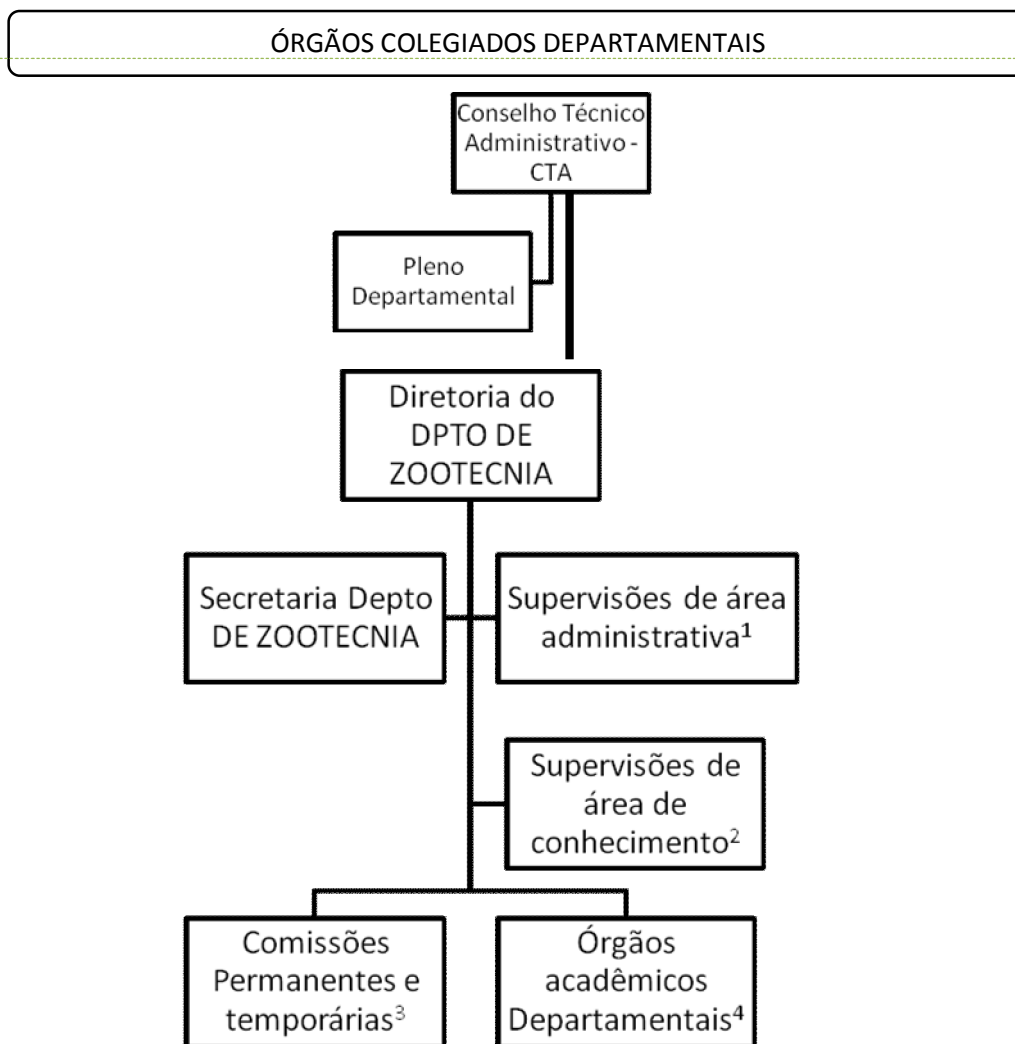 ÓRGÃOS COLEGIADOS DEPARTAMENTAIS
Conselho Técnico
Administrativo -
CTA
Pleno
Departamental
Diretoria do
DPTO DE
ZOOTECNIA
Secretaria Depto
DE ZOOTECNIA
Supervisões de área
administrativa¹
Supervisões de
área de
conhecimento²
Comissões
Permanentes e
temporárias³
Órgãos
acadêmicos
Departamentais⁴